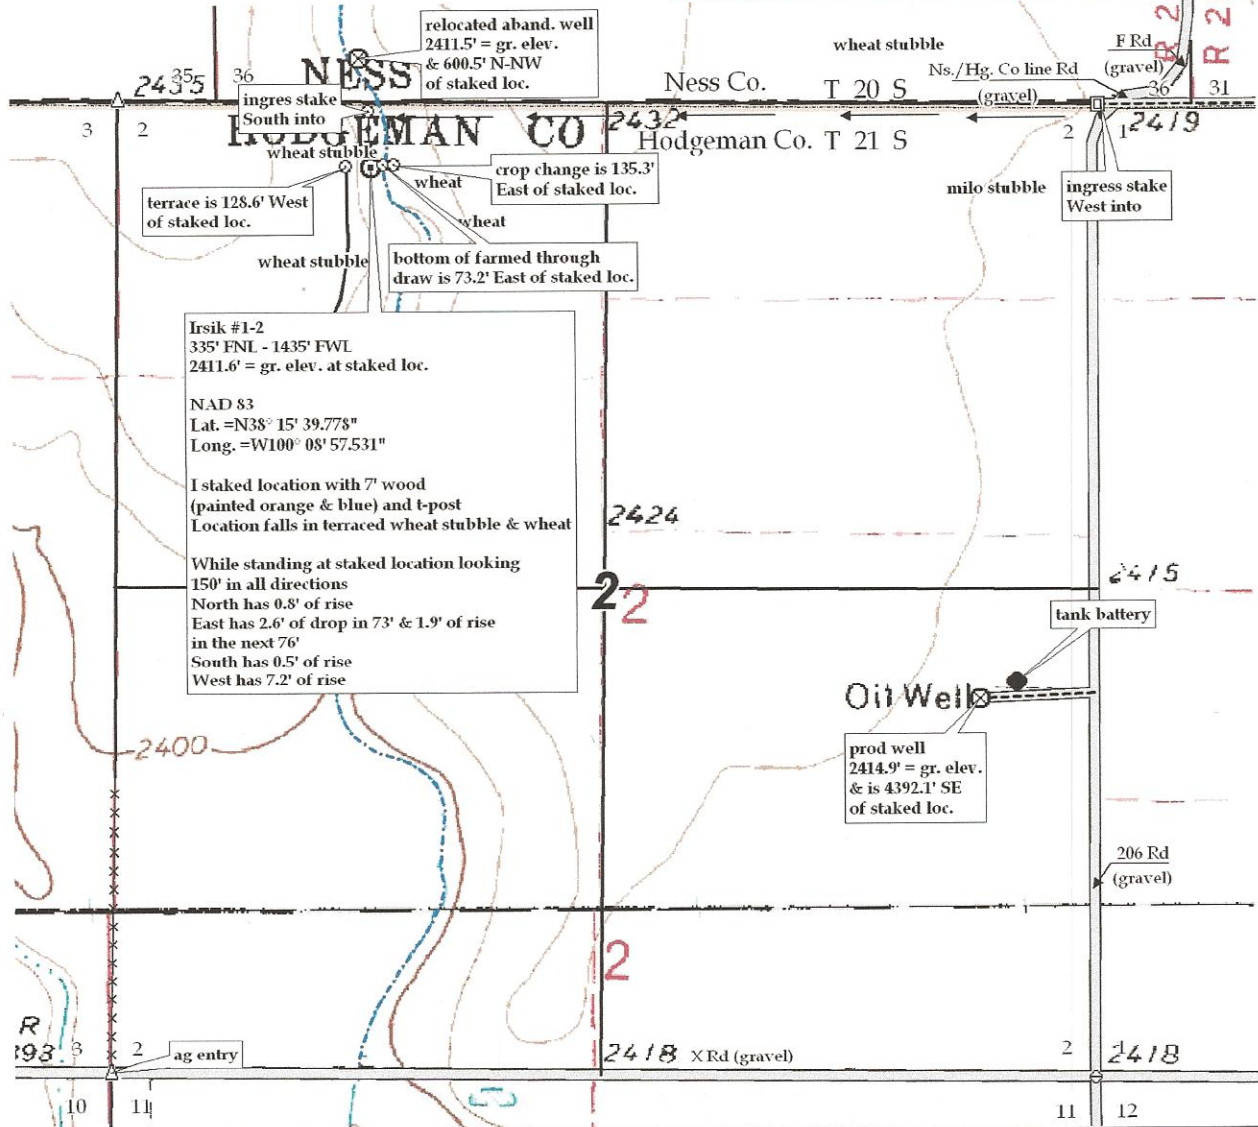 relocated aband. well
2411.5' = gr. elev.
& 600.5' N-NW
of staked loc.
wheat stubble
F Rd
(gravel)
R 2
R 2
Ns./Hg. Co line Rd
(gravel)
35
36
2435
NESS
Ness Co.
T 20 S
36
31
ingres stake
South into
3
2
HODGEMAN CO
2432
Hodgeman Co. T 21 S
2
1
2419
wheat stubble
wheat
crop change is 135.3'
East of staked loc.
milo stubble
ingress stake
West into
terrace is 128.6' West
of staked loc.
wheat
wheat stubble
bottom of farmed through
draw is 73.2' East of staked loc.
Irsik #1-2
335' FNL - 1435' FWL
2411.6' = gr. elev. at staked loc.
NAD 83
Lat. =N38° 15' 39.778"
Long. =W100° 08' 57.531"
I staked location with 7' wood
(painted orange & blue) and t-post
Location falls in terraced wheat stubble & wheat
While standing at staked location looking
150' in all directions
North has 0.8' of rise
East has 2.6' of drop in 73' & 1.9' of rise
in the next 76'
South has 0.5' of rise
West has 7.2' of rise
2424
2
2
2415
tank battery
Oil Well
2400
prod well
2414.9' = gr. elev.
& is 4392.1' SE
of staked loc.
206 Rd
(gravel)
2
R
393
3
2
ag entry
2418
X Rd (gravel)
2
1
2418
10
11
11
12